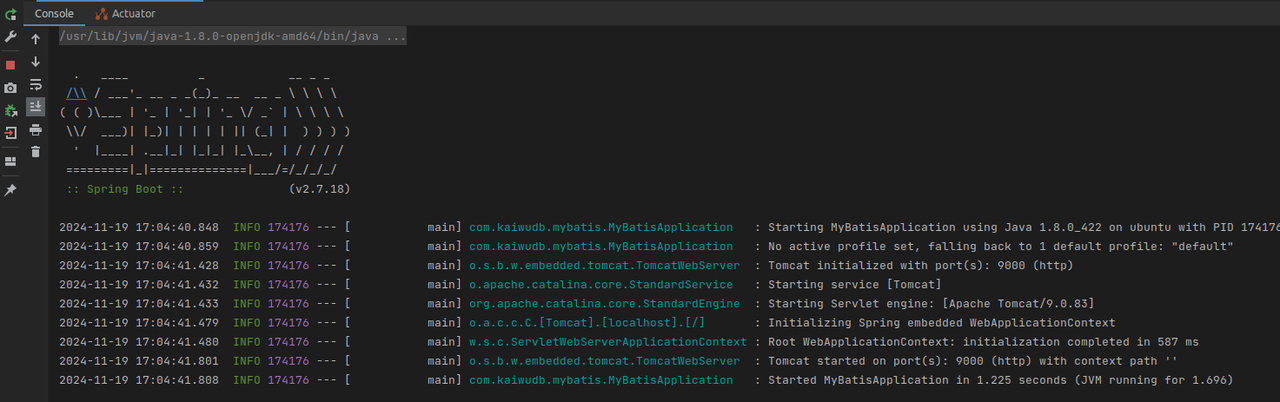 Console Actuator
/usr/lib/jvm/java-1.8.0-openjdk-amd64/bin/java ...
  .   ____          _            __ _ _
 /\\ / ___'_ __ _ _(_)_ __  __ _ \ \ \ \
( ( )\___ | '_ | '_| | '_ \/ _` | \ \ \ \
 \\/  ___)| |_)| | | | | || (_| |  ) ) ) )
  '  |____| .__|_| |_|_| |_\__, | / / / /
 =========|_|==============|___/=/_/_/_/
 :: Spring Boot ::                (v2.7.18)
2024-11-19 17:04:40.848  INFO 174176 --- [           main] com.kaiwudb.mybatis.MyBatisApplication   : Starting MyBatisApplication using Java 1.8.0_422 on ubuntu with PID 174176
2024-11-19 17:04:40.859  INFO 174176 --- [           main] com.kaiwudb.mybatis.MyBatisApplication   : No active profile set, falling back to 1 default profile: "default"
2024-11-19 17:04:41.428  INFO 174176 --- [           main] o.s.b.w.embedded.tomcat.TomcatWebServer  : Tomcat initialized with port(s): 9000 (http)
2024-11-19 17:04:41.432  INFO 174176 --- [           main] o.apache.catalina.core.StandardService   : Starting service [Tomcat]
2024-11-19 17:04:41.433  INFO 174176 --- [           main] org.apache.catalina.core.StandardEngine  : Starting Servlet engine: [Apache Tomcat/9.0.83]
2024-11-19 17:04:41.479  INFO 174176 --- [           main] o.a.c.c.C.[Tomcat].[localhost].[/]       : Initializing Spring embedded WebApplicationContext
2024-11-19 17:04:41.480  INFO 174176 --- [           main] w.s.c.ServletWebServerApplicationContext : Root WebApplicationContext: initialization completed in 587 ms
2024-11-19 17:04:41.801  INFO 174176 --- [           main] o.s.b.w.embedded.tomcat.TomcatWebServer  : Tomcat started on port(s): 9000 (http) with context path ''
2024-11-19 17:04:41.808  INFO 174176 --- [           main] com.kaiwudb.mybatis.MyBatisApplication   : Started MyBatisApplication in 1.225 seconds (JVM running for 1.696)